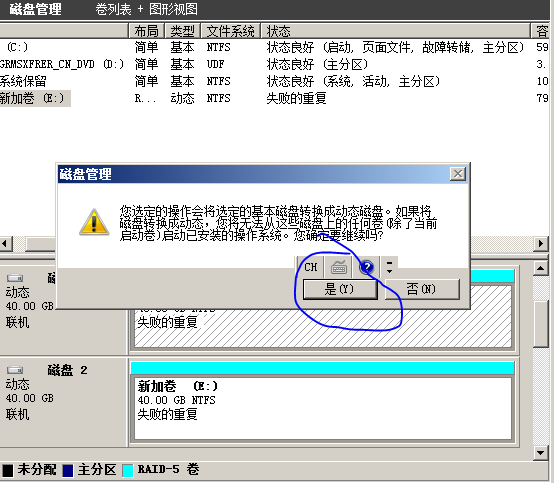 磁盘管理 卷列表 + 图形视图
布局 类型 文件系统 状态 容
(C:) 简单 基本 NTFS 状态良好 (启动, 页面文件, 故障转储, 主分区) 59
GRMSXFRER_CN_DVD (D:) 简单 基本 UDF 状态良好 (主分区) 3.
系统保留 简单 基本 NTFS 状态良好 (系统, 活动, 主分区) 10
新加卷 (E:) R... 动态 NTFS 失败的重复 79
磁盘管理
您选定的操作会将选定的基本磁盘转换成动态磁盘。如果将
磁盘转换成动态，您将无法从这些磁盘上的任何卷(除了当前
启动卷)启动已安装的操作系统。您确定要继续吗?
CH
是(Y) 否(N)
动态
40.00 GB
联机
40.00 GB NTFS
失败的重复
磁盘 2
动态
40.00 GB
联机
新加卷 (E:)
40.00 GB NTFS
失败的重复
未分配 主分区 RAID-5 卷